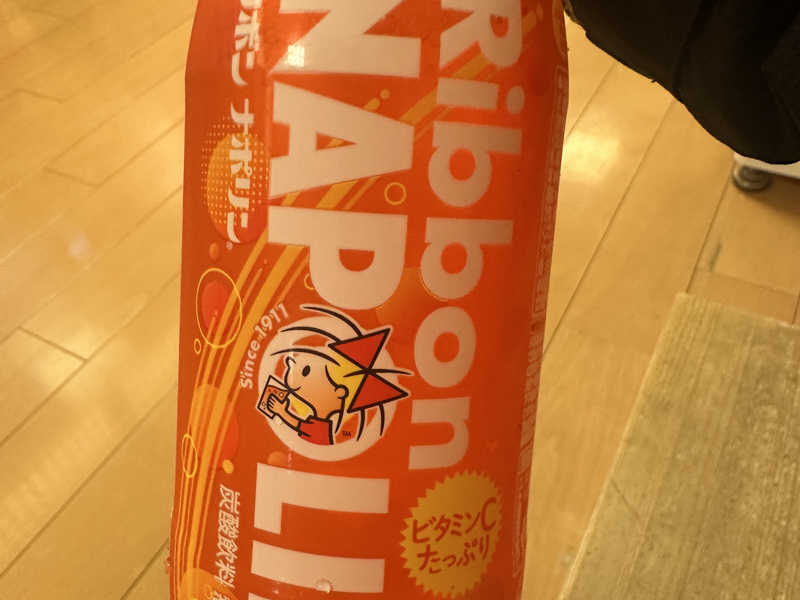 Ribbon
NAPOLI
リボン ナポリン®
Since 1911
TM
ビタミンC
たっぷり
炭酸飲料